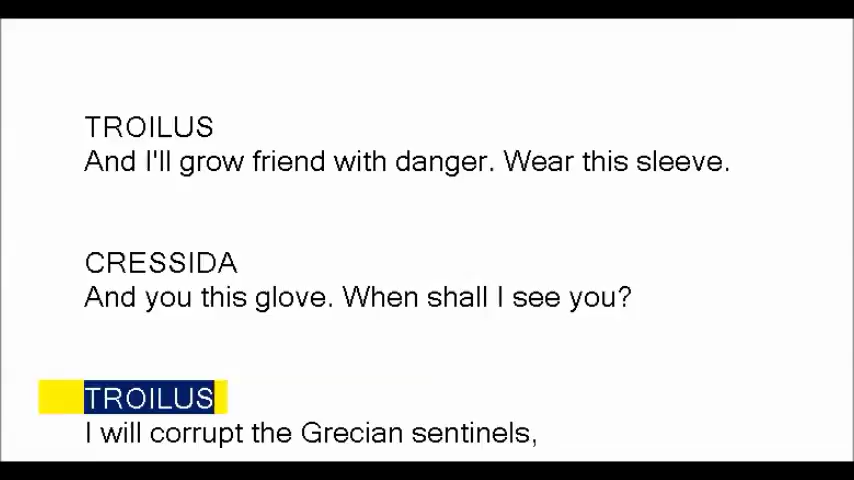 TROILUS
And I'll grow friend with danger. Wear this sleeve.
CRESSIDA
And you this glove. When shall I see you?
TROILUS
I will corrupt the Grecian sentinels,